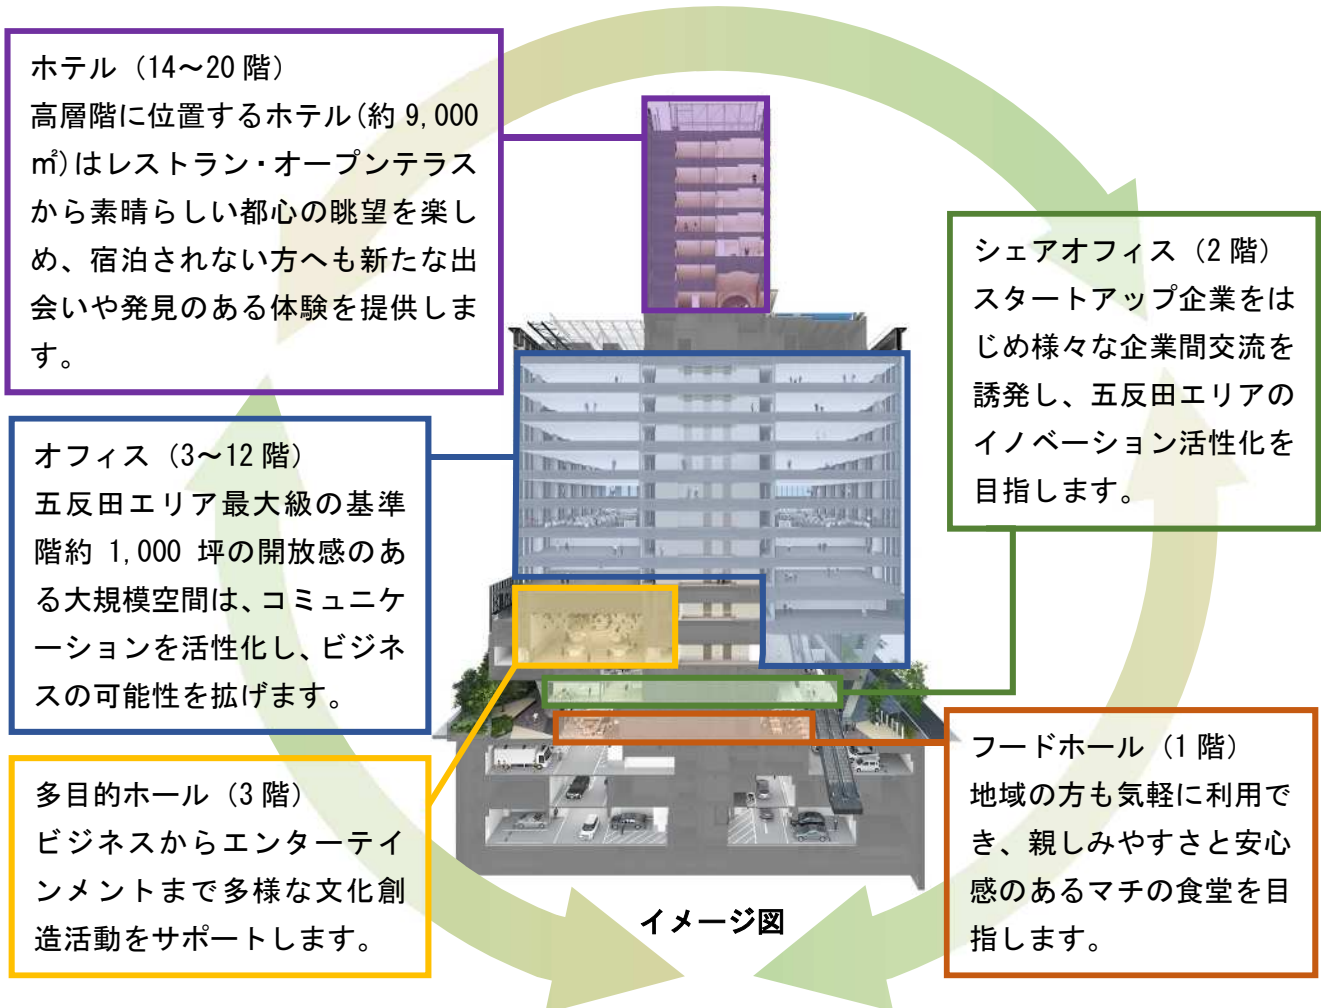 ホテル（14～20 階）
高層階に位置するホテル（約 9,000
㎡）はレストラン・オープンテラス
から素晴らしい都心の眺望を楽し
め、宿泊されない方へも新たな出
会いや発見のある体験を提供しま
す。
オフィス（3～12 階）
五反田エリア最大級の基準
階約 1,000 坪の開放感のあ
る大規模空間は、コミュニケ
ーションを活性化し、ビジネ
スの可能性を拡げます。
多目的ホール（3 階）
ビジネスからエンターテイ
ンメントまで多様な文化創
造活動をサポートします。
シェアオフィス（2 階）
スタートアップ企業をは
じめ様々な企業間交流を
誘発し、五反田エリアの
イノベーション活性化を
目指します。
フードホール（1 階）
地域の方も気軽に利用で
き、親しみやすさと安心
感のあるマチの食堂を目
指します。
イメージ図